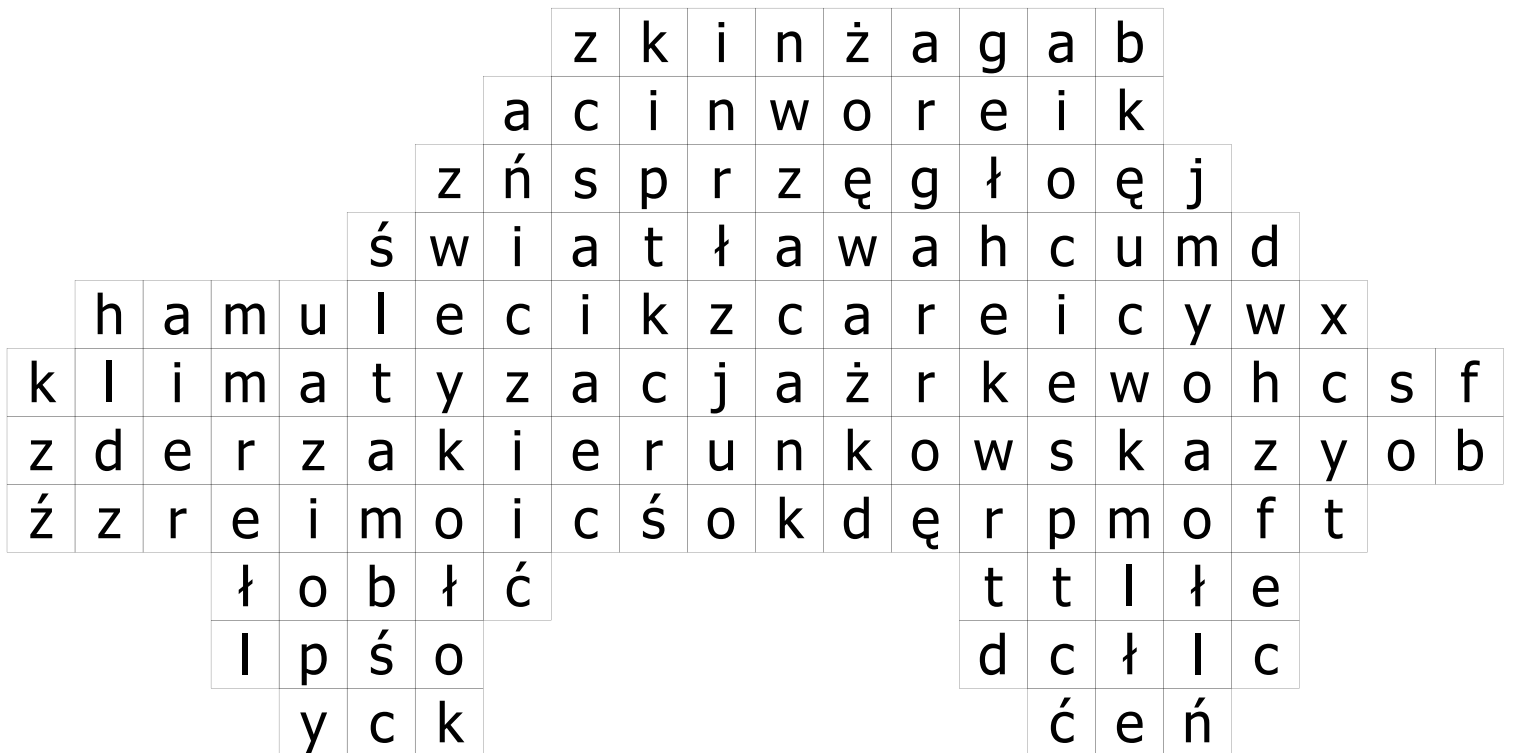 z k i n ż a g a b
a c i n w o r e i k
z ń s p r z ę g ł o ę j
ś w i a t ł a w a h c u m d
h a m u l e c i k z c a r e i c y w x
k l i m a t y z a c j a ż r k e w o h c s f
z d e r z a k i e r u n k o w s k a z y o b
ź z r e i m o i c ś o k d ę r p m o f t
ł o b ł ć t t l ł e
l p ś o d c ł l c
y c k ć e ń